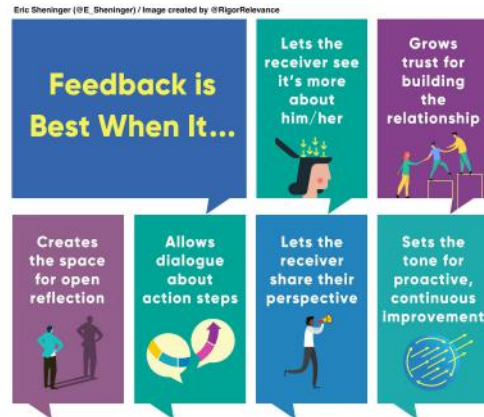 Eric Sheninger (@E_Sheninger) / Image created by @RigorRelevance
Feedback is
Best When It...
Lets the
receiver see
it's more
about
him/her
Grows
trust for
building
the
relationship
Creates
the space
for open
reflection
Allows
dialogue
about
action steps
Lets the
receiver
share their
perspective
Sets the
tone for
proactive,
continuous
improvement